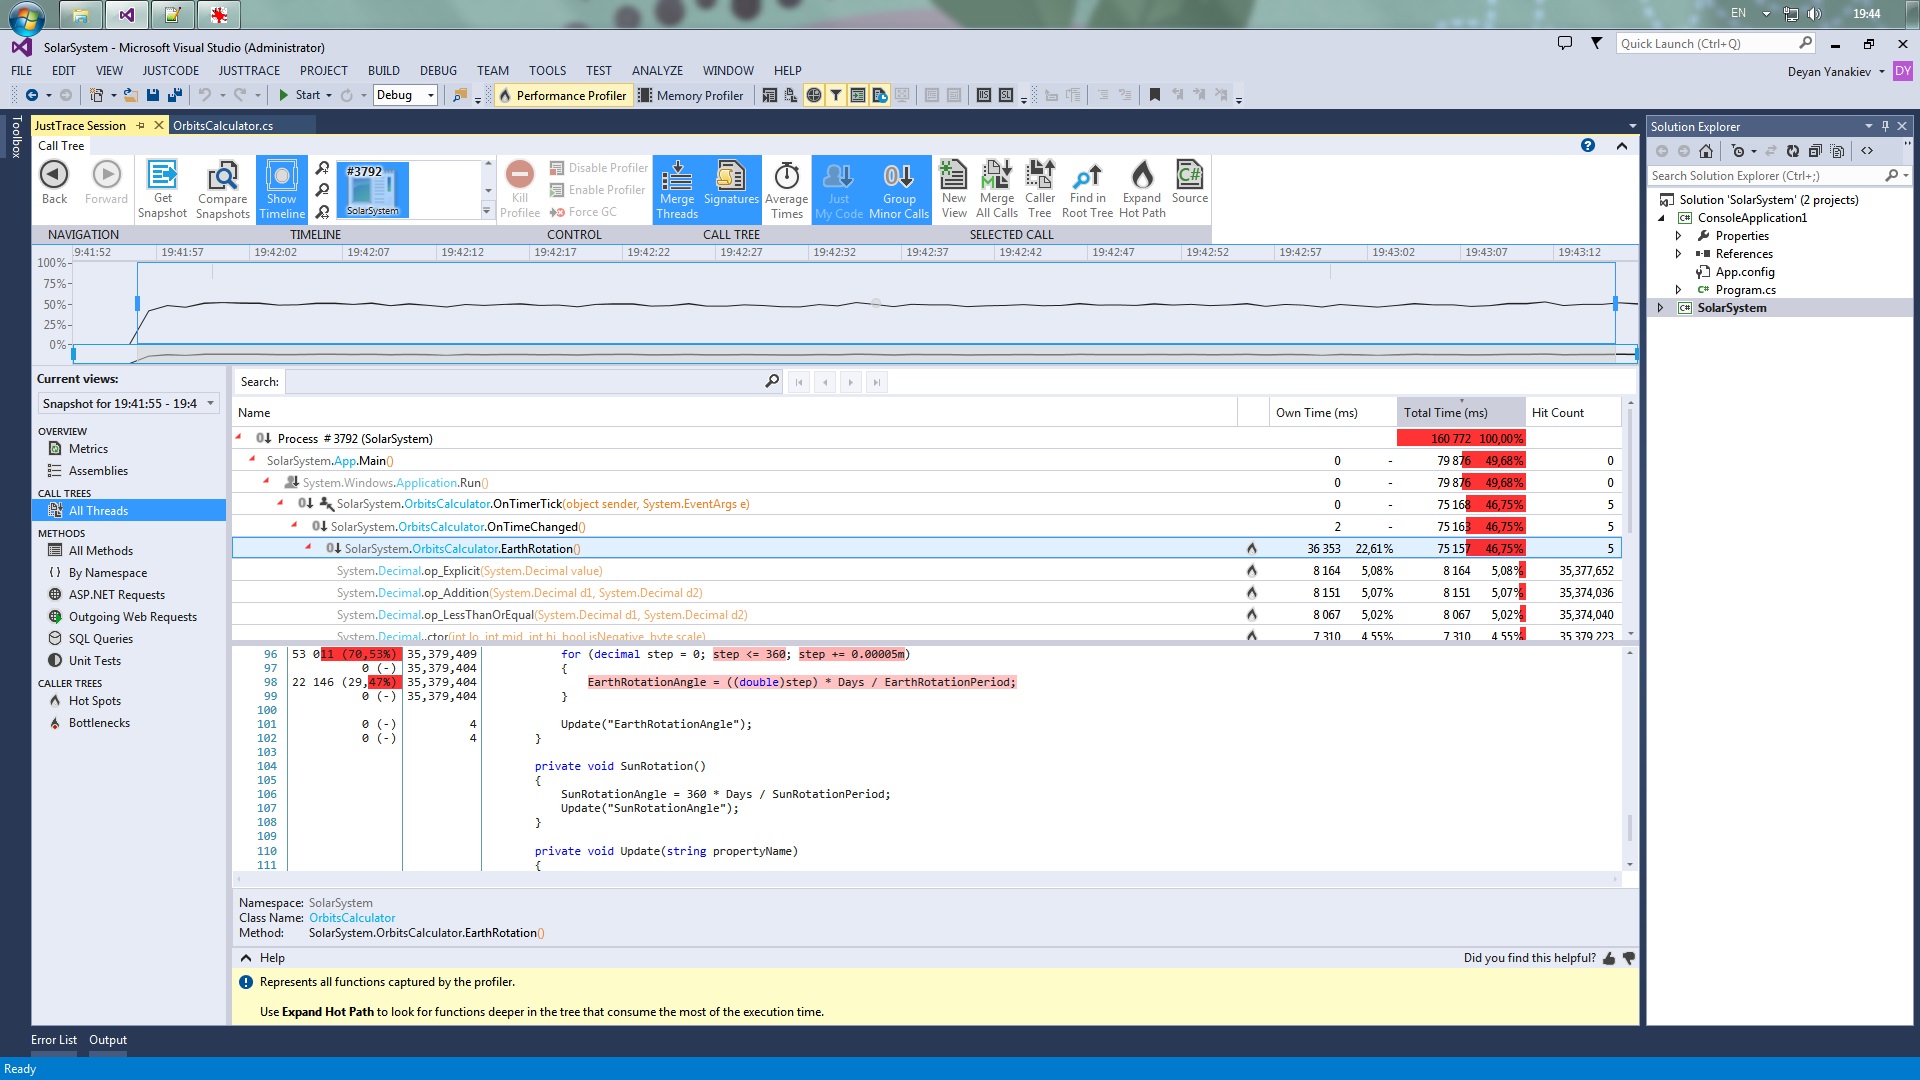 EN 19:44
SolarSystem - Microsoft Visual Studio (Administrator)
Quick Launch (Ctrl+Q)
FILE EDIT VIEW JUSTCODE JUSTTRACE PROJECT BUILD DEBUG TEAM TOOLS TEST ANALYZE WINDOW HELP
Deyan Yanakiev DY
Start Debug Performance Profiler Memory Profiler
Toolbox
JustTrace Session OrbitsCalculator.cs
Call Tree
Back
Forward
Get Snapshot
Compare Snapshots
Show Timeline
#3792
SolarSystem
Kill Profilee
Disable Profiler
Enable Profiler
Force GC
Merge Threads
Signatures
Average Times
Just My Code
Group Minor Calls
New View
Merge All Calls
Caller Tree
Find in Root Tree
Expand Hot Path
Source
NAVIGATION TIMELINE CONTROL CALL TREE SELECTED CALL
9:41:52 19:41:57 19:42:02 19:42:07 19:42:12 19:42:17 19:42:22 19:42:27 19:42:32 19:42:37 19:42:42 19:42:47 19:42:52 19:42:57 19:43:02 19:43:07 19:43:12
100%
75%
50%
25%
0%
Current views:
Snapshot for 19:41:55 - 19:4
OVERVIEW
Metrics
Assemblies
CALL TREES
All Threads
METHODS
All Methods
By Namespace
ASP.NET Requests
Outgoing Web Requests
SQL Queries
Unit Tests
CALLER TREES
Hot Spots
Bottlenecks
Search:
Name Own Time (ms) Total Time (ms) Hit Count
Process # 3792 (SolarSystem) 160 772 100,00%
SolarSystem.App.Main() 0 - 79 876 49,68% 0
System.Windows.Application.Run() 0 - 79 876 49,68% 0
SolarSystem.OrbitsCalculator.OnTimerTick(object sender, System.EventArgs e) 0 - 75 168 46,75% 5
SolarSystem.OrbitsCalculator.OnTimeChanged() 2 - 75 163 46,75% 5
SolarSystem.OrbitsCalculator.EarthRotation() 36 353 22,61% 75 157 46,75% 5
System.Decimal.op_Explicit(System.Decimal value) 8 164 5,08% 8 164 5,08% 35,377,652
System.Decimal.op_Addition(System.Decimal d1, System.Decimal d2) 8 151 5,07% 8 151 5,07% 35,374,036
System.Decimal.op_LessThanOrEqual(System.Decimal d1, System.Decimal d2) 8 067 5,02% 8 067 5,02% 35,374,040
System.Decimal..ctor(int lo, int mid, int hi, bool isNegative, byte scale) 7 310 4,55% 7 310 4,55% 35,379,223
96 53 011 (70,53%) 35,379,409 for (decimal step = 0; step <= 360; step += 0.00005m)
97 0 (-) 35,379,404 {
98 22 146 (29,47%) 35,379,404 EarthRotationAngle = ((double)step) * Days / EarthRotationPeriod;
99 0 (-) 35,379,404 }
100
101 0 (-) 4 Update("EarthRotationAngle");
102 0 (-) 4 }
103
104 private void SunRotation()
105 {
106 SunRotationAngle = 360 * Days / SunRotationPeriod;
107 Update("SunRotationAngle");
108 }
109
110 private void Update(string propertyName)
111 {
Namespace: SolarSystem
Class Name: OrbitsCalculator
Method: SolarSystem.OrbitsCalculator.EarthRotation()
Help Did you find this helpful?
Represents all functions captured by the profiler.
Use Expand Hot Path to look for functions deeper in the tree that consume the most of the execution time.
Solution Explorer
Search Solution Explorer (Ctrl+;)
Solution 'SolarSystem' (2 projects)
ConsoleApplication1
Properties
References
App.config
Program.cs
SolarSystem
Error List Output
Ready